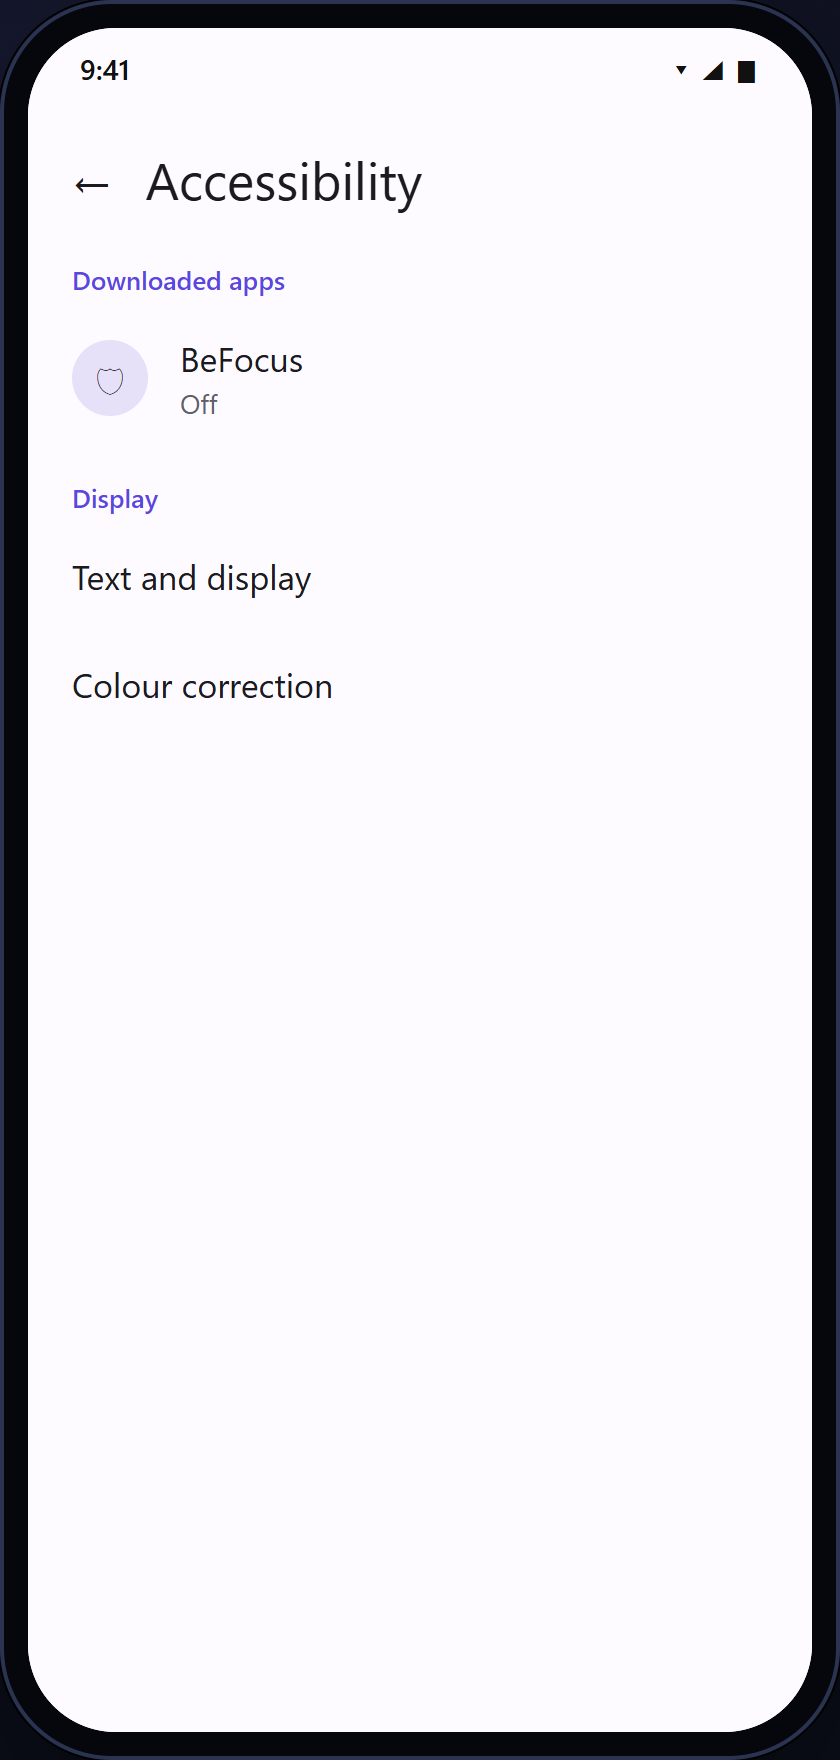 9:41
← Accessibility
Downloaded apps
BeFocus
Off
Display
Text and display
Colour correction